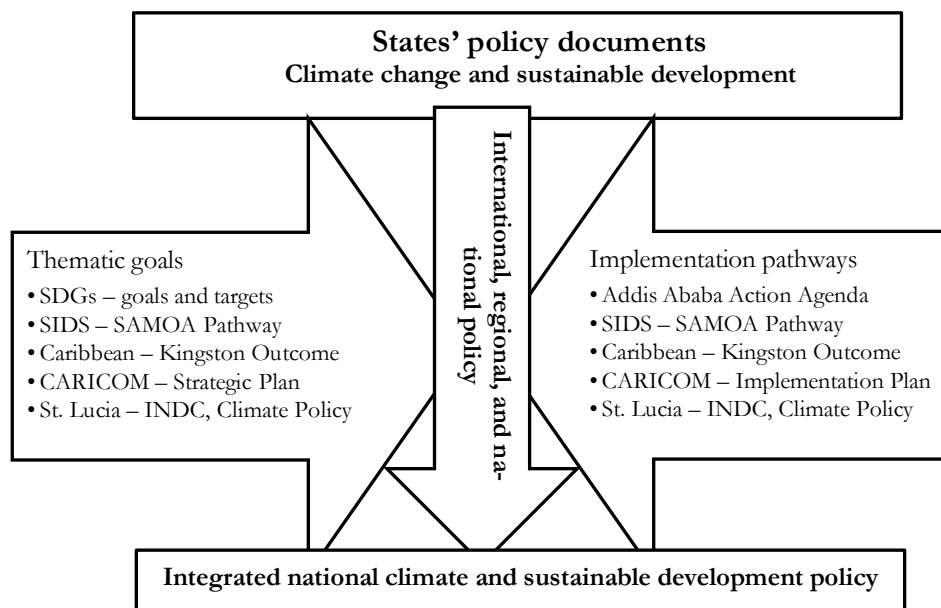 States’ policy documents
Climate change and sustainable development
International, regional, and na-
tional policy
Thematic goals
• SDGs – goals and targets
• SIDS – SAMOA Pathway
• Caribbean – Kingston Outcome
• CARICOM – Strategic Plan
• St. Lucia – INDC, Climate Policy
Implementation pathways
• Addis Ababa Action Agenda
• SIDS – SAMOA Pathway
• Caribbean – Kingston Outcome
• CARICOM – Implementation Plan
• St. Lucia – INDC, Climate Policy
Integrated national climate and sustainable development policy